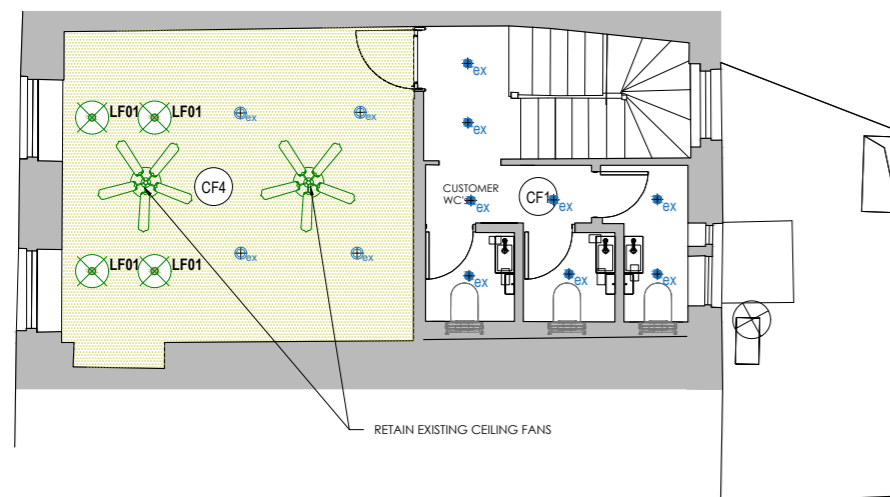 ex
LF01 LF01 ex ex
ex
CF4
CUSTOMER
WC's
ex CF1 ex ex
ex ex
LF01 LF01 ex ex ex
RETAIN EXISTING CEILING FANS